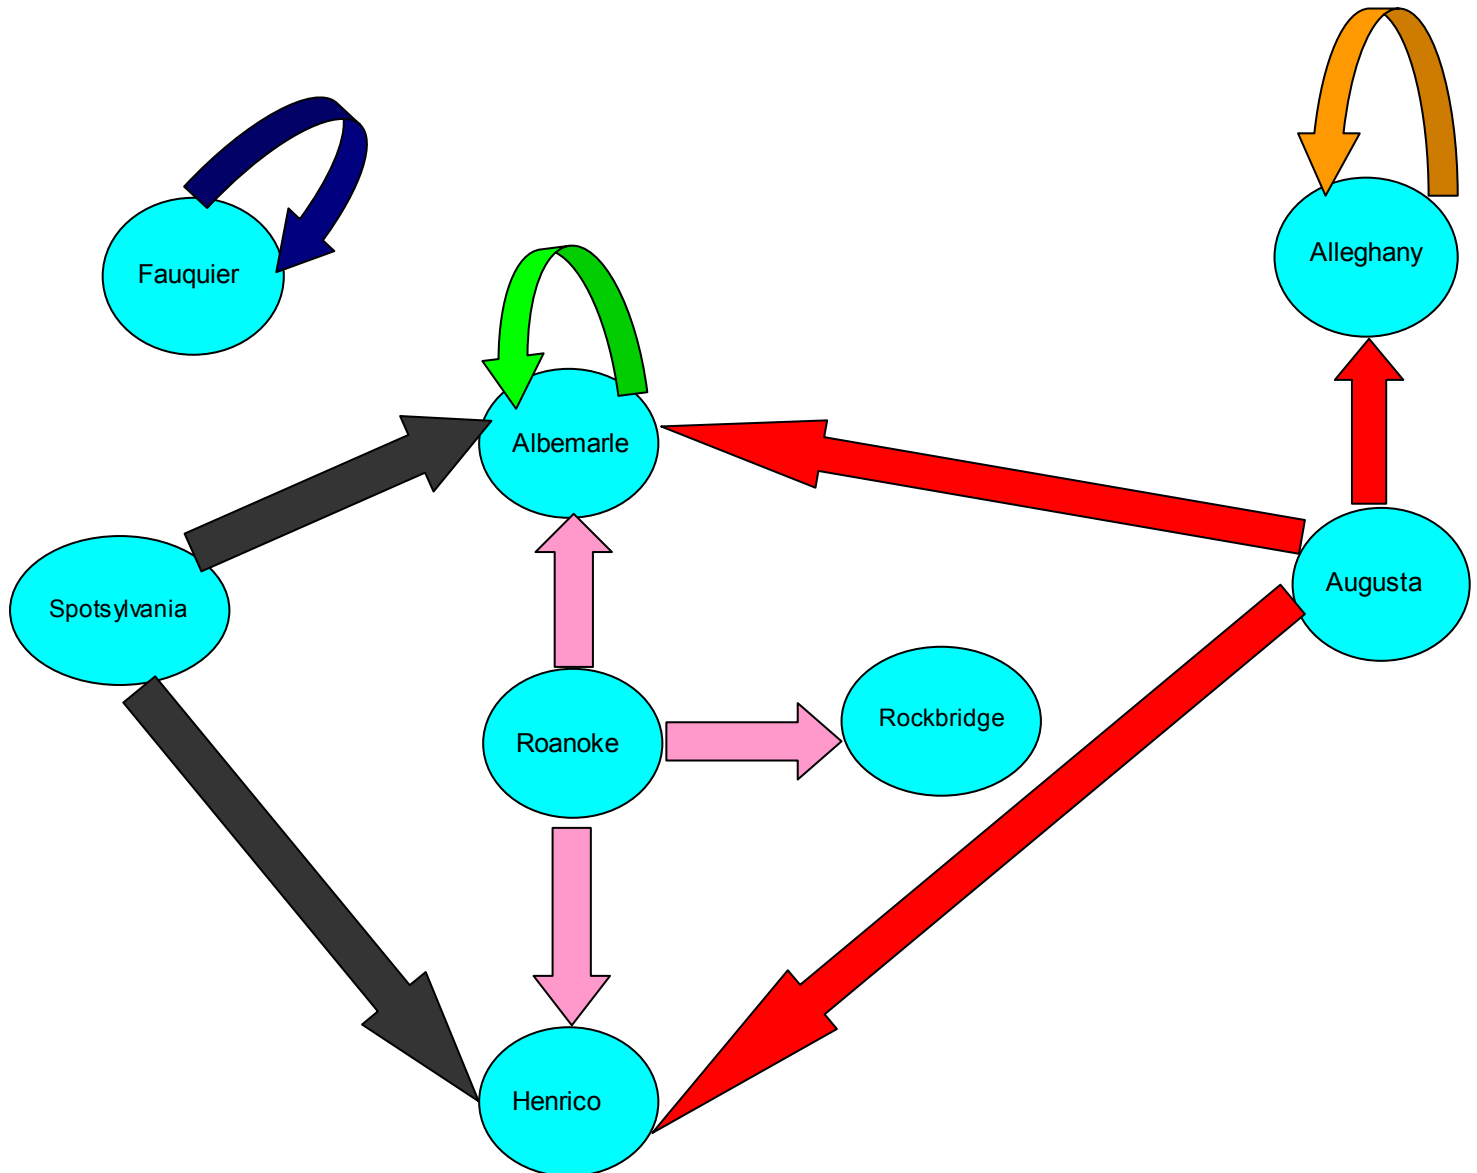 Alleghany
Fauquier
Albemarle
Augusta
Spotsylvania
Rockbridge
Roanoke
Henrico